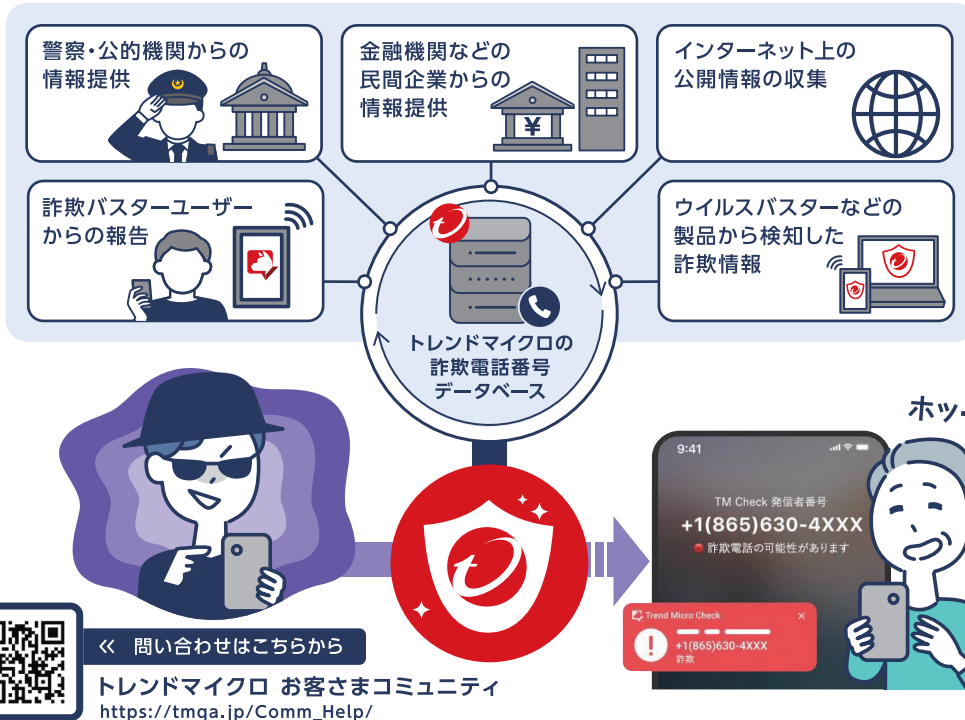 警察・公的機関からの
情報提供
金融機関などの
民間企業からの
情報提供
¥
インターネット上の
公開情報の収集
詐欺バスターユーザー
からの報告
ウイルスバスターなどの
製品から検知した
詐欺情報
トレンドマイクロの
詐欺電話番号
データベース
ホッ
9:41
TM Check 発信者番号
+1(865)630-4XXX
詐欺電話の可能性があります
Trend Micro Check
+1(865)630-4XXX
詐欺
<< 問い合わせはこちらから
トレンドマイクロ お客さまコミュニティ
https://tmqa.jp/Comm_Help/